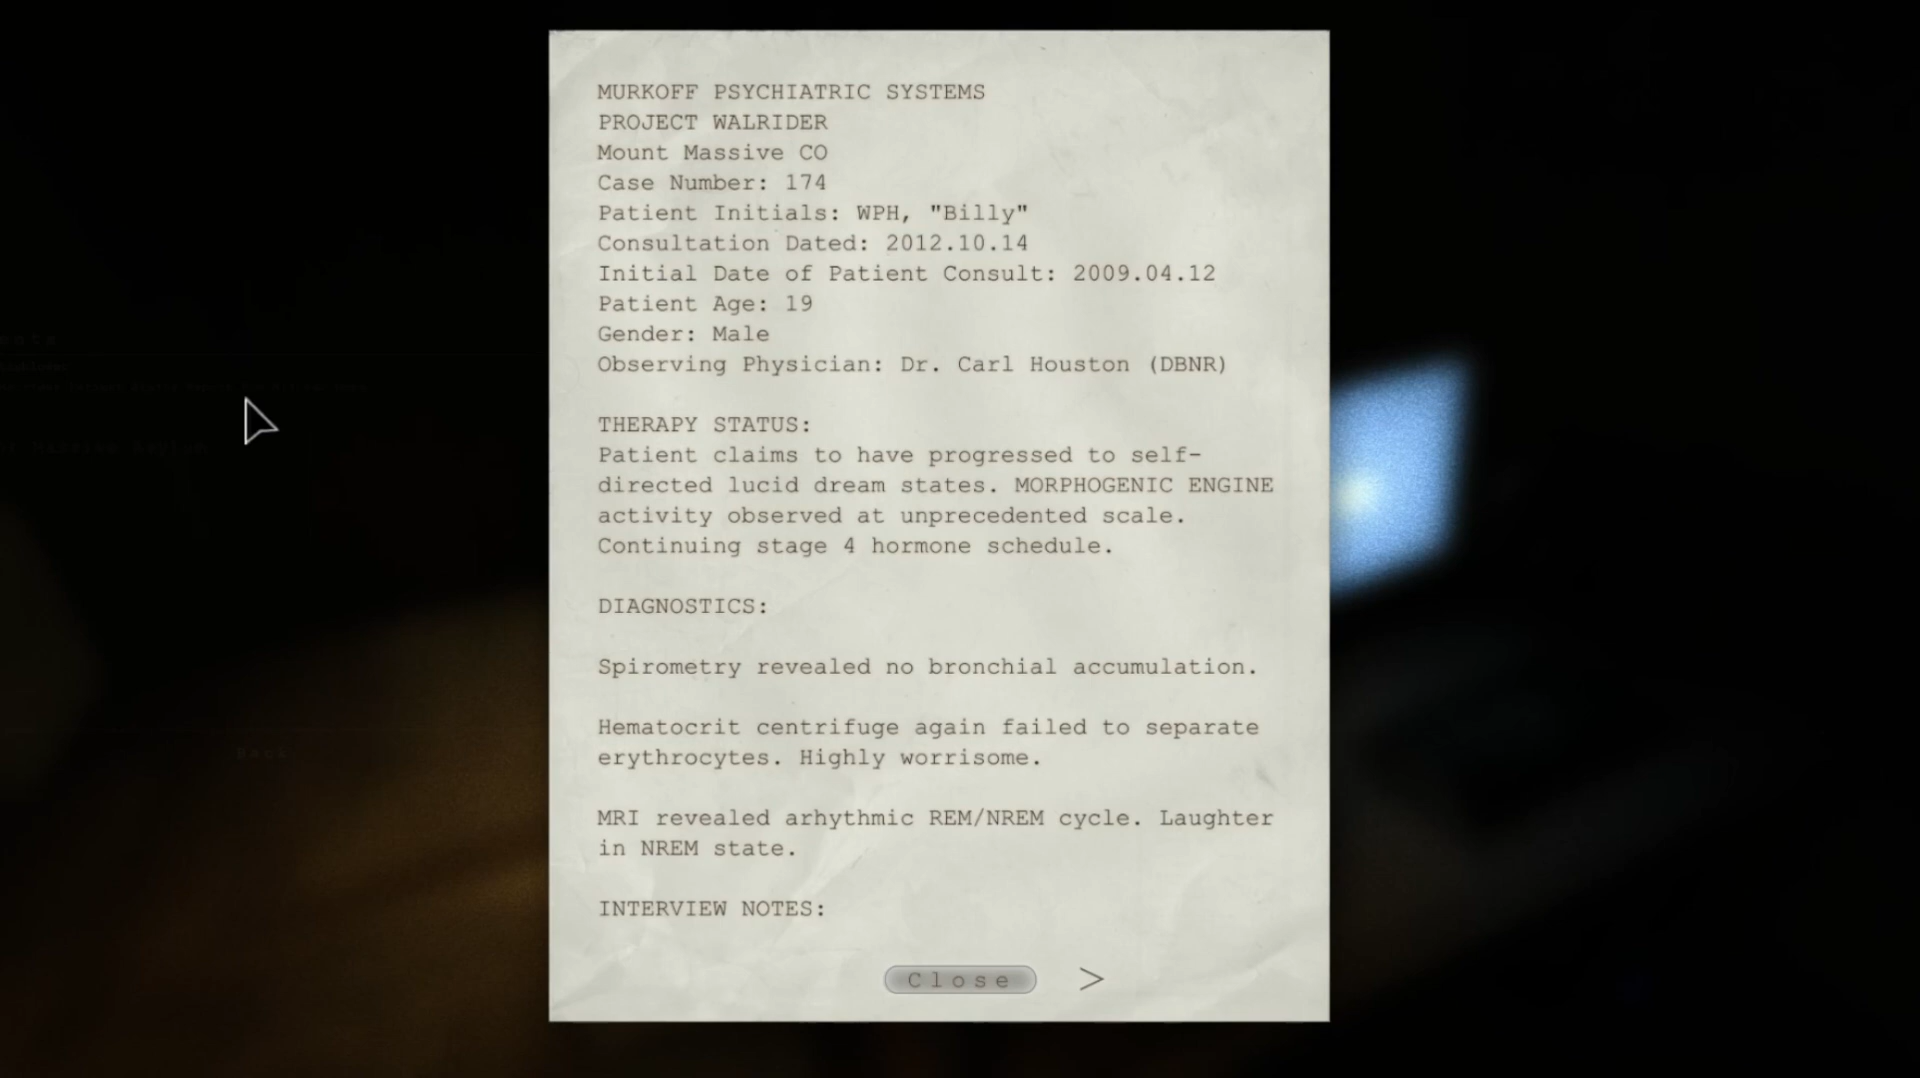 MURKOFF PSYCHIATRIC SYSTEMS
PROJECT WALRIDER
Mount Massive CO
Case Number: 174
Patient Initials: WPH, "Billy"
Consultation Dated: 2012.10.14
Initial Date of Patient Consult: 2009.04.12
Patient Age: 19
Gender: Male
Observing Physician: Dr. Carl Houston (DBNR)
THERAPY STATUS:
Patient claims to have progressed to self-
directed lucid dream states. MORPHOGENIC ENGINE
activity observed at unprecedented scale.
Continuing stage 4 hormone schedule.
DIAGNOSTICS:
Spirometry revealed no bronchial accumulation.
Hematocrit centrifuge again failed to separate
erythrocytes. Highly worrisome.
MRI revealed arhythmic REM/NREM cycle. Laughter
in NREM state.
INTERVIEW NOTES:
Back
Close >